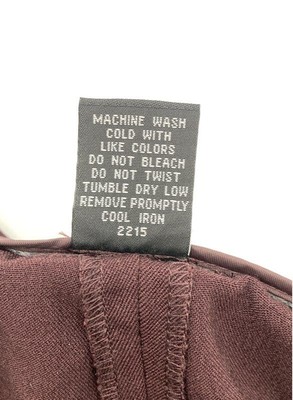 MACHINE WASH
COLD WITH
LIKE COLORS
DO NOT BLEACH
DO NOT TWIST
TUMBLE DRY LOW
REMOVE PROMPTLY
COOL IRON
2215